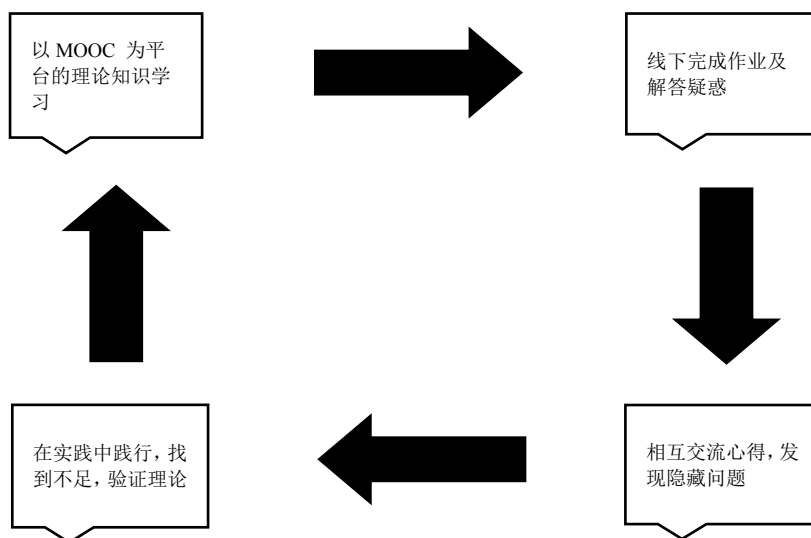 以 MOOC 为平
台的理论知识学
习
线下完成作业及
解答疑惑
相互交流心得，发
现隐藏问题
在实践中践行，找
到不足，验证理论